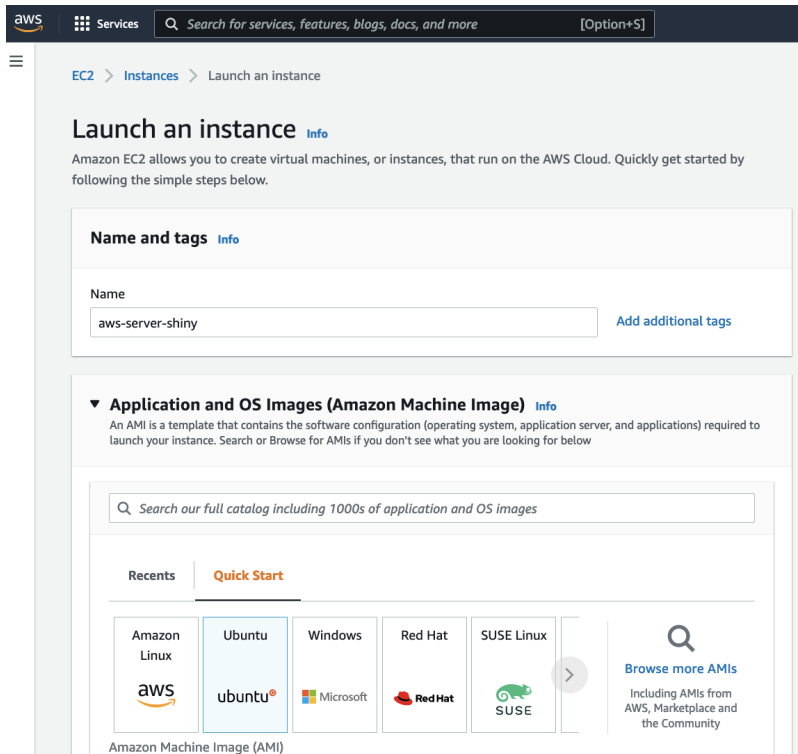 aws
Services
Search for services, features, blogs, docs, and more
[Option+S]
EC2
Instances
Launch an instance
Launch an instance Info
Amazon EC2 allows you to create virtual machines, or instances, that run on the AWS Cloud. Quickly get started by
following the simple steps below.
Name and tags Info
Name
aws-server-shiny
Add additional tags
Application and OS Images (Amazon Machine Image) Info
An AMI is a template that contains the software configuration (operating system, application server, and applications) required to
launch your instance. Search or Browse for AMIs if you don't see what you are looking for below
Search our full catalog including 1000s of application and OS images
Recents
Quick Start
Amazon
Linux
aws
Ubuntu
ubuntu
Windows
Microsoft
Red Hat
Red Hat
SUSE Linux
SUSE
Browse more AMIs
Including AMIs from
AWS, Marketplace and
the Community
Amazon Machine Image (AMI)